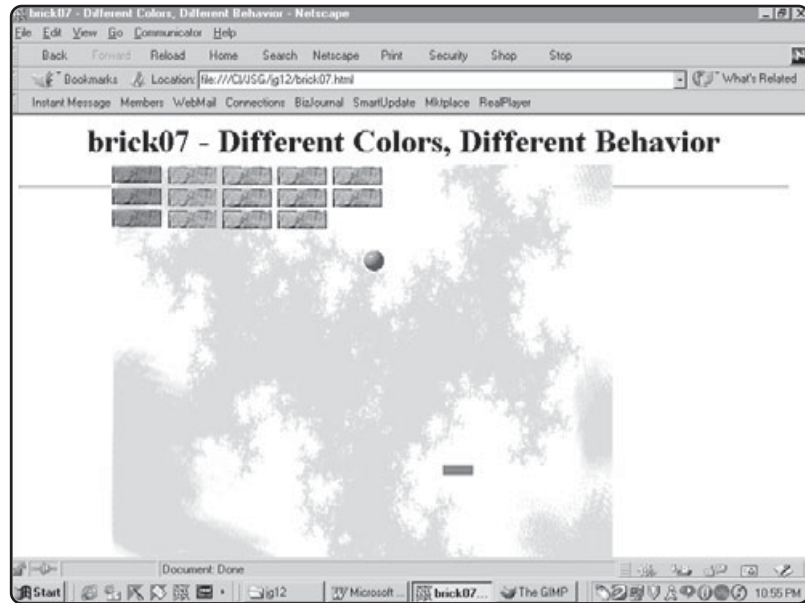 brick07 - Different Colors, Different Behavior - Netscape
File Edit View Go Communicator Help
Back Forward Reload Home Search Netscape Print Security Shop Stop
Bookmarks Location: file:///C|/JSG/jg12/brick07.html What's Related
Instant Message Members WebMail Connections BizJournal SmartUpdate Mktplace RealPlayer
brick07 - Different Colors, Different Behavior
Document: Done
Start jg12 Microsoft ... brick07... The GIMP 10:55 PM